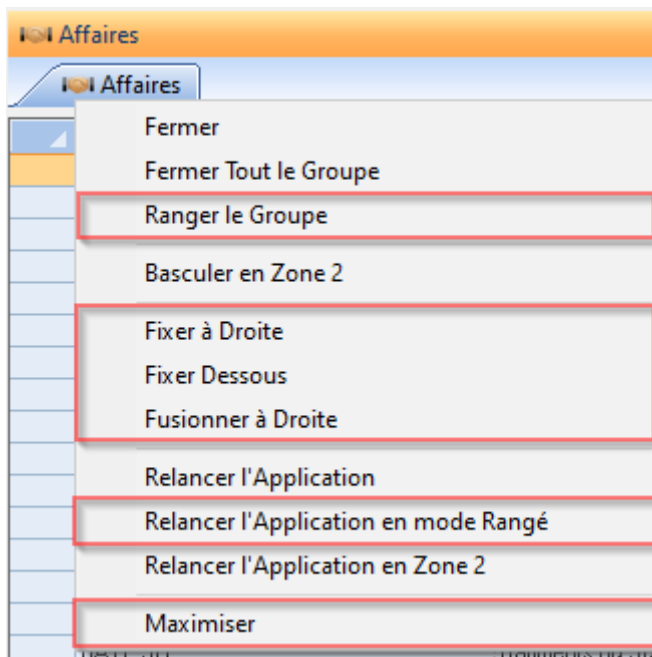 Affaires
Affaires
Fermer
Fermer Tout le Groupe
Ranger le Groupe
Basculer en Zone 2
Fixer à Droite
Fixer Dessous
Fusionner à Droite
Relancer l'Application
Relancer l'Application en mode Rangé
Relancer l'Application en Zone 2
Maximiser